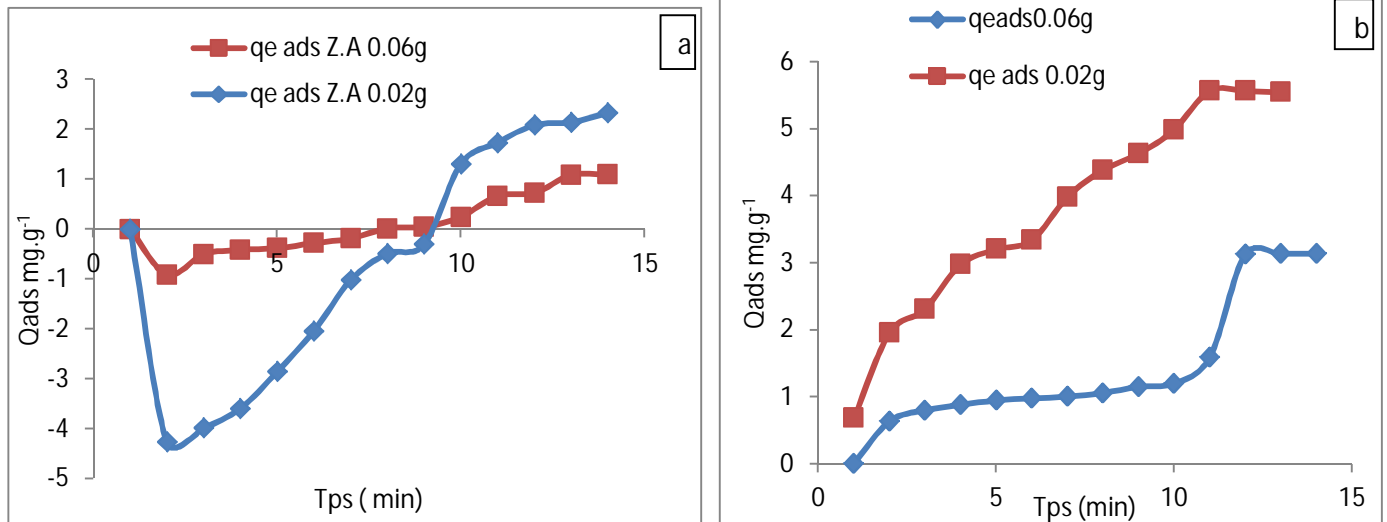 a
qe ads Z.A 0.06g
qe ads Z.A 0.02g
3
2
1
0
-1
-2
-3
-4
-5
0
5
10
15
Qads mg.g-1
Tps ( min)
b
qeads0.06g
qe ads 0.02g
6
5
4
3
2
1
0
0
5
10
15
Qads mg.g-1
Tps (min)